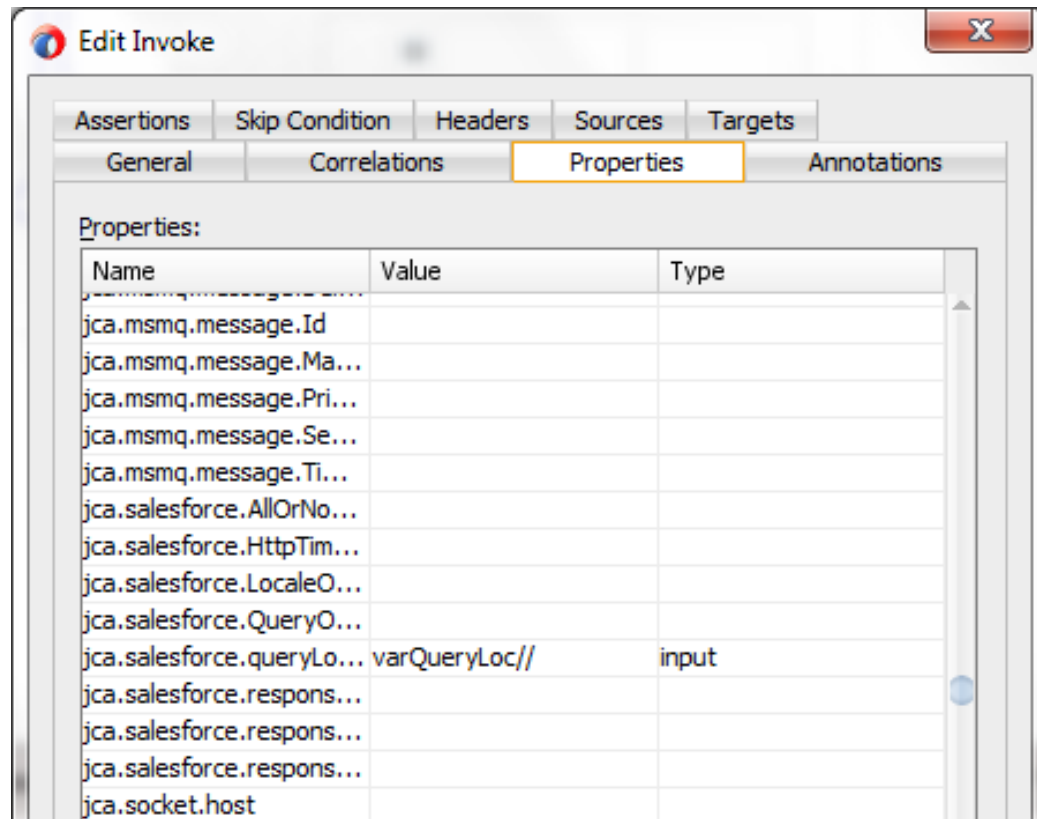 Edit Invoke
Assertions Skip Condition Headers Sources Targets
General Correlations Properties Annotations
Properties:
Name Value Type
jca.msmq.message.Id
jca.msmq.message.Ma...
jca.msmq.message.Pri...
jca.msmq.message.Se...
jca.msmq.message.Ti...
jca.salesforce.AllOrNo...
jca.salesforce.HttpTim...
jca.salesforce.LocaleO...
jca.salesforce.QueryO...
jca.salesforce.queryLo... varQueryLoc// input
jca.salesforce.respons...
jca.salesforce.respons...
jca.salesforce.respons...
jca.socket.host